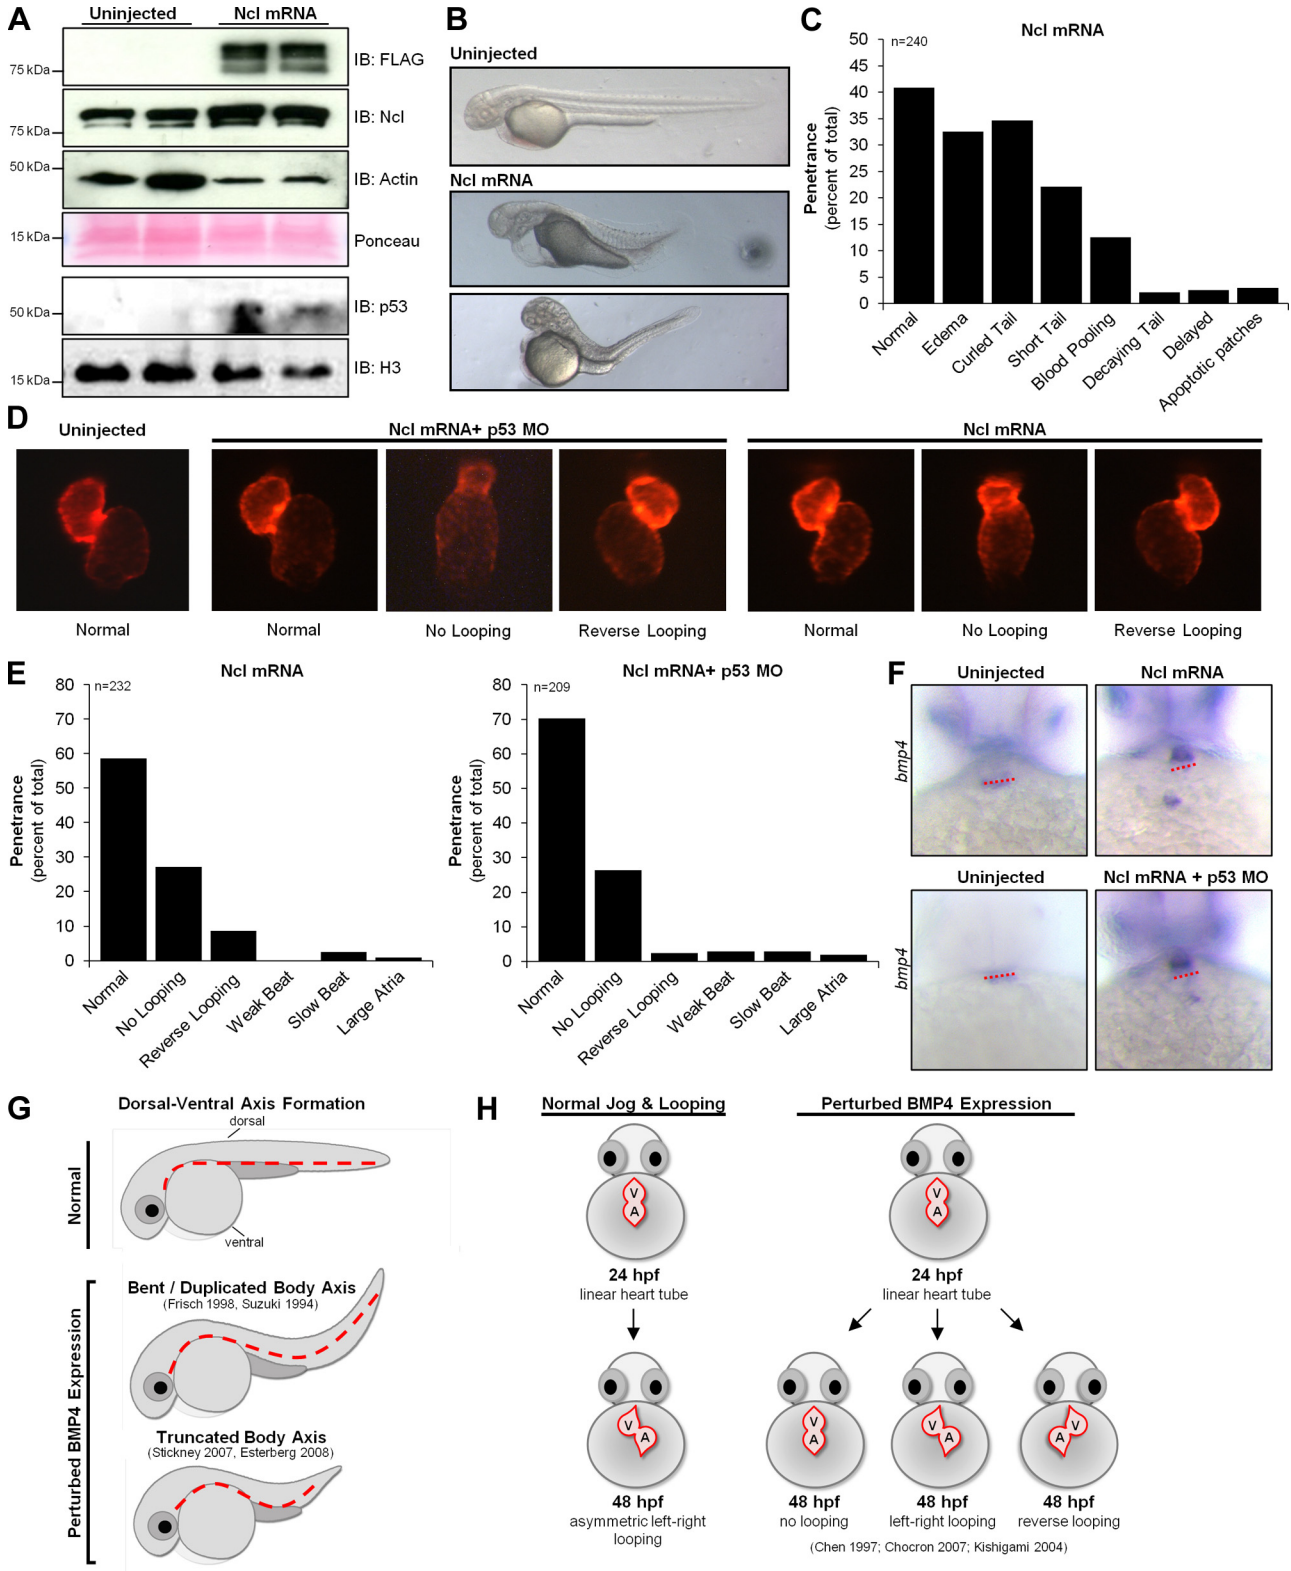 A
Uninjected
Ncl mRNA
75 kDa
IB: FLAG
75 kDa
IB: Ncl
50 kDa
IB: Actin
15 kDa
Ponceau
50 kDa
IB: p53
15 kDa
IB: H3
B
Uninjected
Ncl mRNA
C
Ncl mRNA
n=240
Penetrance
(percent of total)
50
45
40
35
30
25
20
15
10
5
0
Normal
Edema
Curled Tail
Short Tail
Blood Pooling
Decaying Tail
Delayed
Apoptotic patches
D
Uninjected
Ncl mRNA+ p53 MO
Ncl mRNA
Normal
Normal
No Looping
Reverse Looping
Normal
No Looping
Reverse Looping
E
Ncl mRNA
n=232
Penetrance
(percent of total)
80
70
60
50
40
30
20
10
0
Normal
No Looping
Reverse Looping
Weak Beat
Slow Beat
Large Atria
Ncl mRNA+ p53 MO
n=209
Penetrance
(percent of total)
80
70
60
50
40
30
20
10
0
Normal
No Looping
Reverse Looping
Weak Beat
Slow Beat
Large Atria
F
Uninjected
Ncl mRNA
bmp4
Uninjected
Ncl mRNA + p53 MO
bmp4
G
Dorsal-Ventral Axis Formation
dorsal
Normal
ventral
Perturbed BMP4 Expression
Bent / Duplicated Body Axis
(Frisch 1998, Suzuki 1994)
Truncated Body Axis
(Stickney 2007, Esterberg 2008)
H
Normal Jog & Looping
Perturbed BMP4 Expression
V
A
V
A
24 hpf
linear heart tube
24 hpf
linear heart tube
V
A
V
A
V
A
V
A
48 hpf
asymmetric left-right
looping
48 hpf
no looping
48 hpf
left-right looping
48 hpf
reverse looping
(Chen 1997; Chocron 2007; Kishigami 2004)